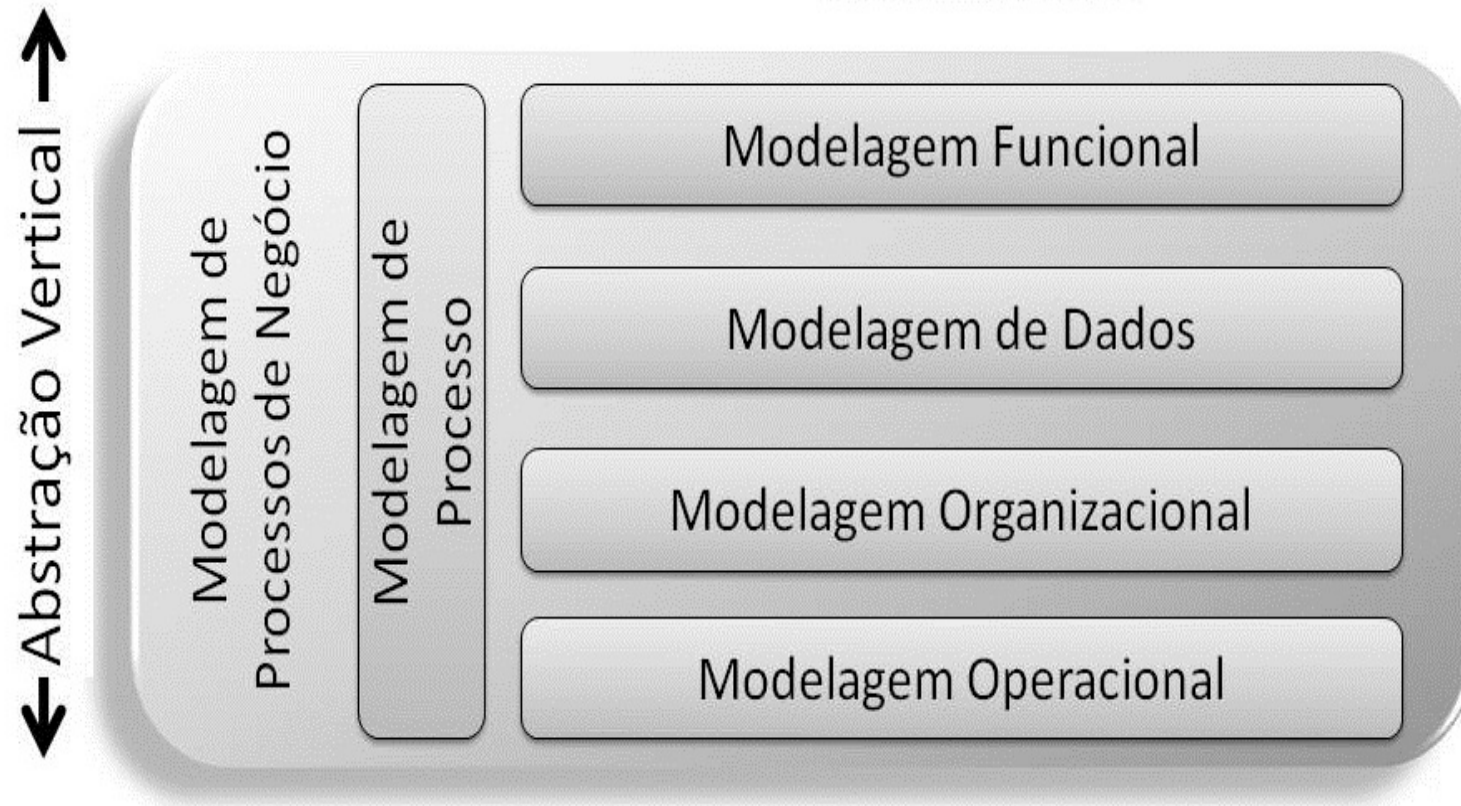 Abstração Vertical
Modelagem de
Processos de Negócio
Modelagem de
Processo
Modelagem Funcional
Modelagem de Dados
Modelagem Organizacional
Modelagem Operacional